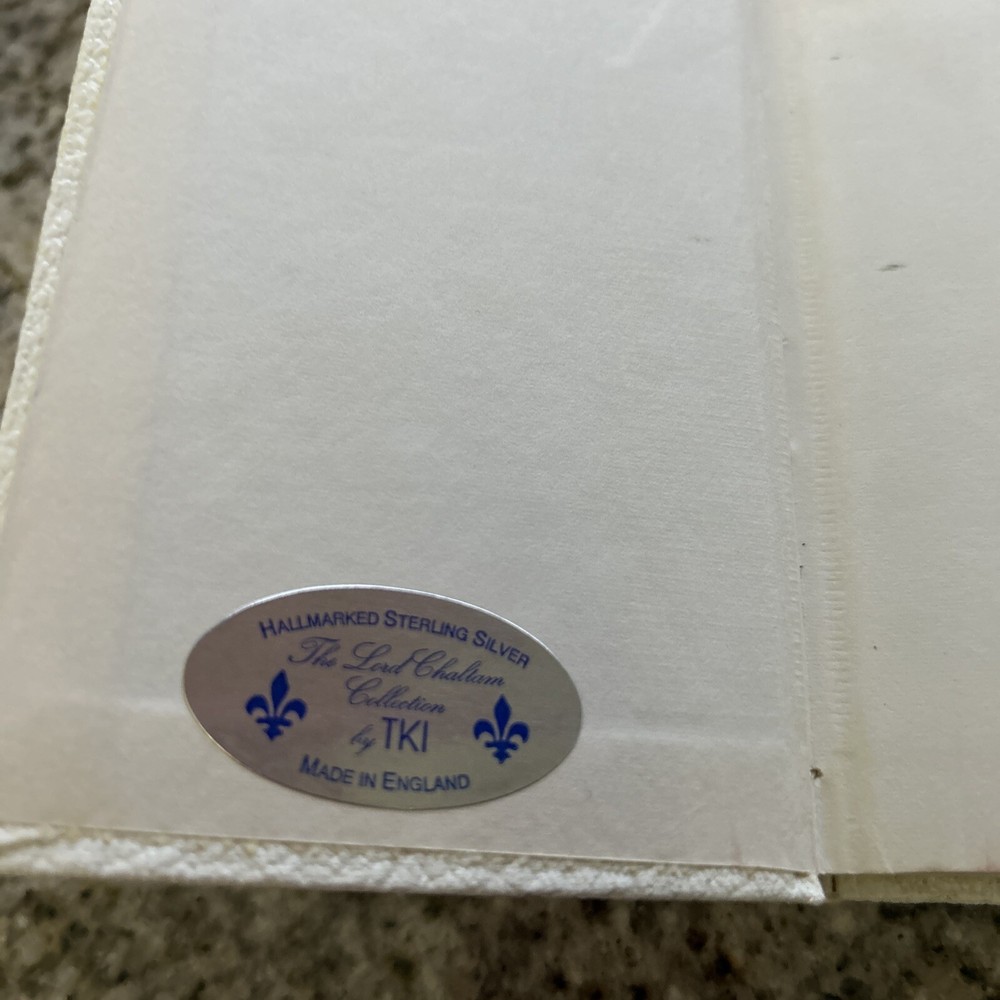 HALLMARKED STERLING SILVER
The Lord Chaltam
Collection
by TKI
MADE IN ENGLAND